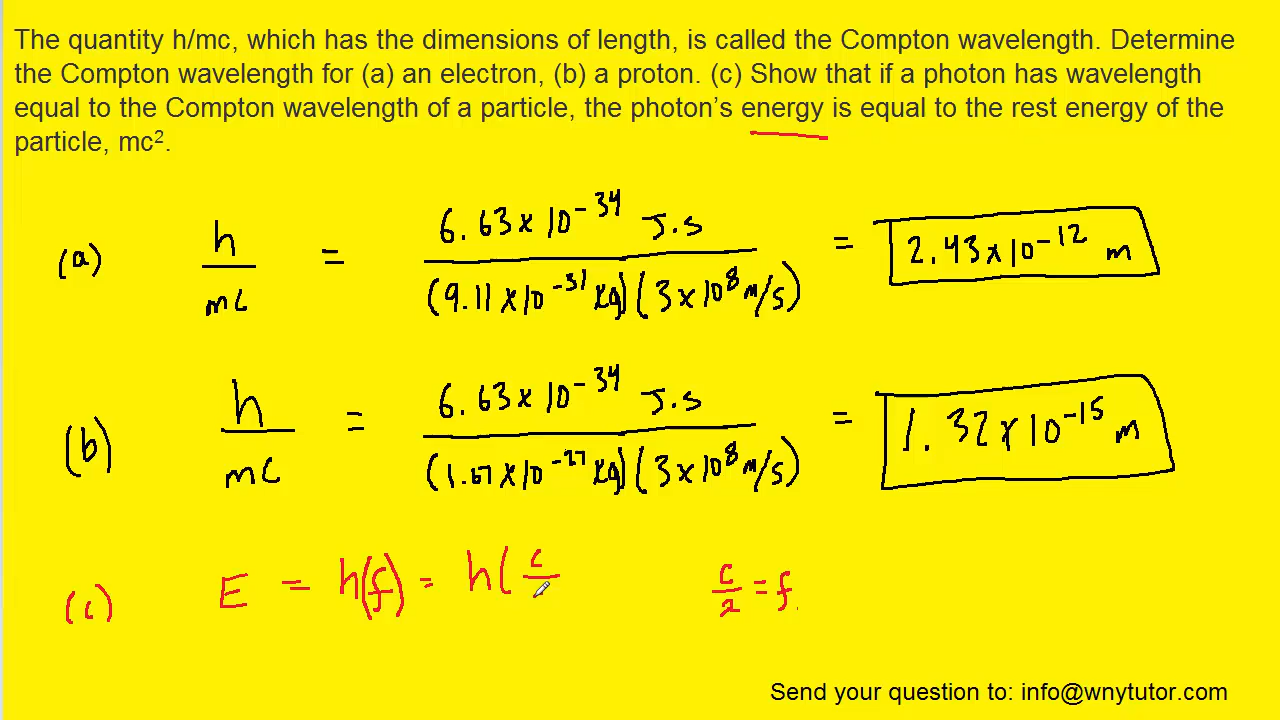 The quantity h/mc, which has the dimensions of length, is called the Compton wavelength. Determine
the Compton wavelength for (a) an electron, (b) a proton. (c) Show that if a photon has wavelength
equal to the Compton wavelength of a particle, the photon's energy is equal to the rest energy of the
particle, mc².
(a) h/mc = 6.63 x 10⁻³⁴ J.s / (9.11 x 10⁻³¹ kg)(3 x 10⁸ m/s) = 2.43 x 10⁻¹² m
(b) h/mc = 6.63 x 10⁻³⁴ J.s / (1.67 x 10⁻²⁷ kg)(3 x 10⁸ m/s) = 1.32 x 10⁻¹⁵ m
(c) E = h(f) = h(c/ c/λ = f
Send your question to: info@wnytutor.com